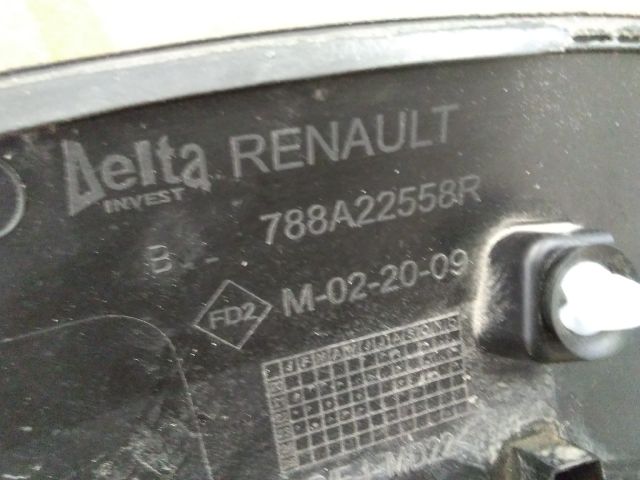 Delta RENAULT
INVEST
788A22558R
B - -
FD2 M-02-20-09
J F M A M J J A S O N D